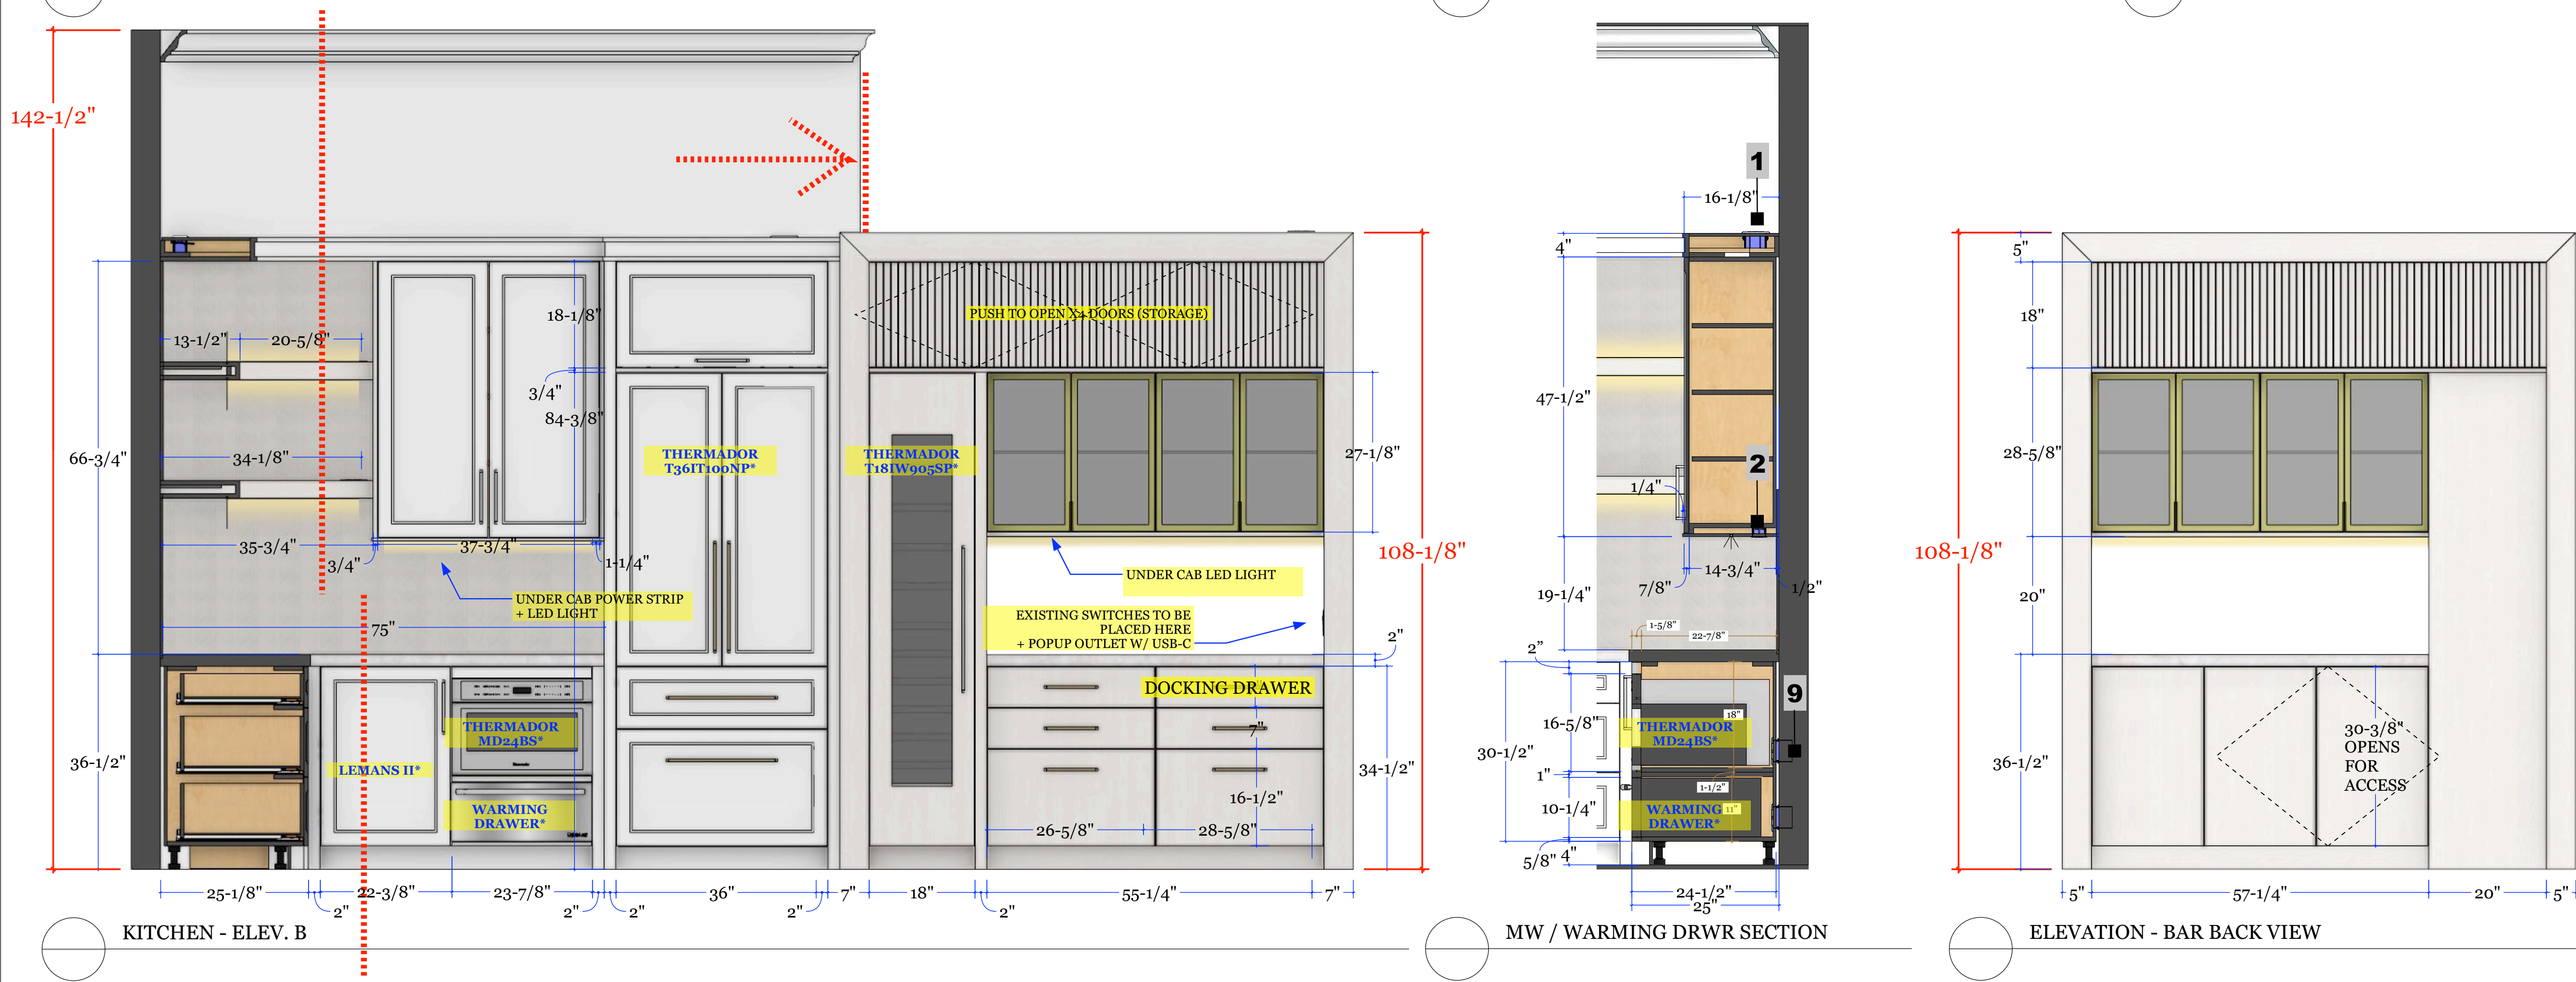 142-1/2"
13-1/2"
20-5/8"
66-3/4"
34-1/8"
35-3/4"
3/4"
37-3/4"
1-1/4"
18-1/8"
3/4"
84-3/8"
UNDER CAB POWER STRIP
+ LED LIGHT
75"
36-1/2"
THERMADOR
MD24BS*
LEMANS II*
WARMING
DRAWER*
THERMADOR
T36IT100NP*
THERMADOR
T18IW905SP*
PUSH TO OPEN X2 DOORS (STORAGE)
27-1/8"
108-1/8"
UNDER CAB LED LIGHT
EXISTING SWITCHES TO BE
PLACED HERE
+ POPUP OUTLET W/ USB-C
2"
DOCKING DRAWER
7"
34-1/2"
16-1/2"
26-5/8"
28-5/8"
25-1/8"
2"
22-3/8"
23-7/8"
2"
2"
36"
2"
7"
18"
2"
55-1/4"
7"
KITCHEN - ELEV. B
1
16-1/8"
4"
47-1/2"
2
1/4"
7/8"
14-3/4"
1/2"
19-1/4"
1-5/8"
22-7/8"
2"
9
16-5/8"
18"
THERMADOR
MD24BS*
30-1/2"
1"
1-1/2"
10-1/4"
11"
WARMING
DRAWER*
5/8"
4"
24-1/2"
25"
MW / WARMING DRWR SECTION
5"
18"
28-5/8"
108-1/8"
20"
36-1/2"
30-3/8"
OPENS
FOR
ACCESS
5"
57-1/4"
20"
5"
ELEVATION - BAR BACK VIEW